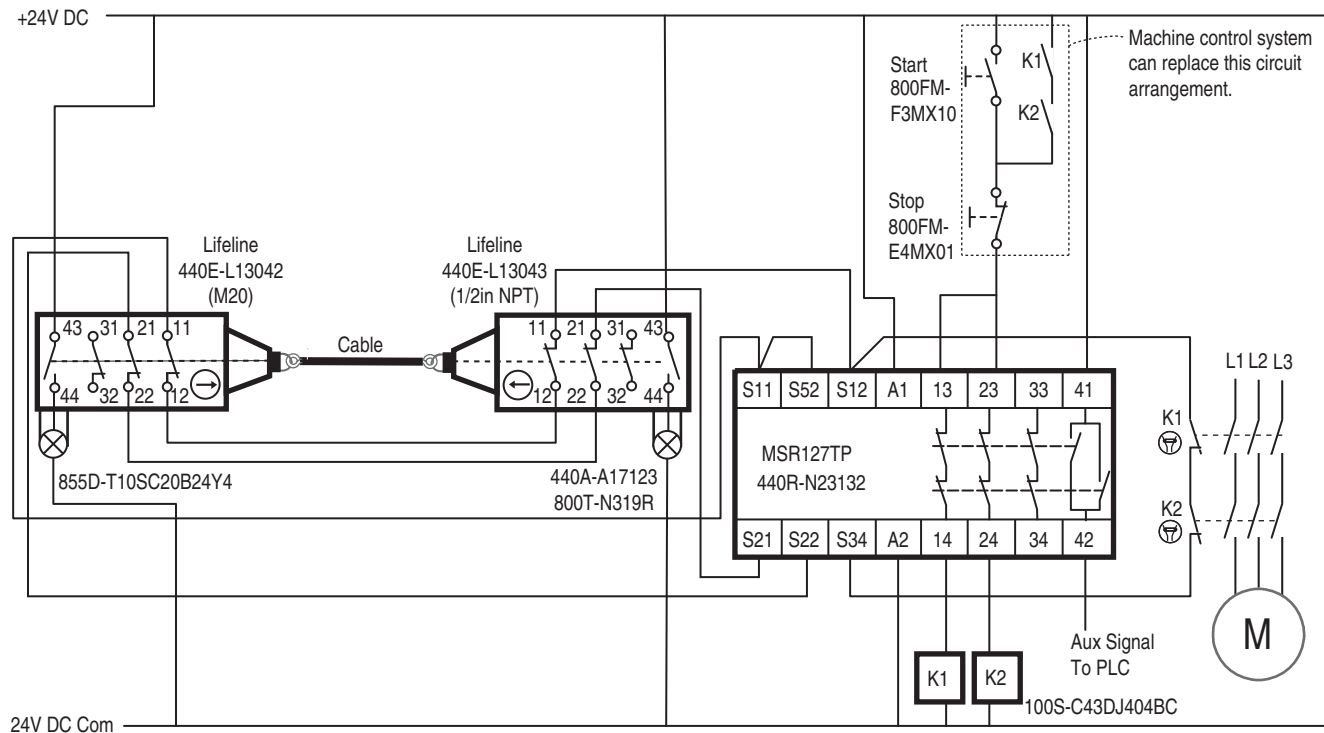 +24V DC
Machine control system
can replace this circuit
arrangement.
Start
800FM-
F3MX10
K1
K2
Stop
800FM-
E4MX01
Lifeline
440E-L13042
(M20)
Lifeline
440E-L13043
(1/2in NPT)
Cable
43 31 21 11
44 32 22 12
11 21 31 43
12 22 32 44
855D-T10SC20B24Y4
440A-A17123
800T-N319R
S11 S52 S12 A1 13 23 33 41
MSR127TP
440R-N23132
S21 S22 S34 A2 14 24 34 42
L1 L2 L3
K1
K2
M
Aux Signal
To PLC
K1 K2
100S-C43DJ404BC
24V DC Com